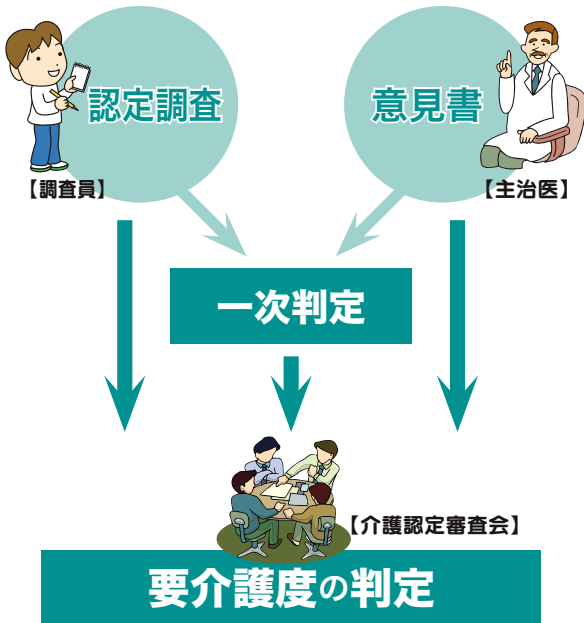 認定調査
意見書
【調査員】
【主治医】
一次判定
【介護認定審査会】
要介護度の判定